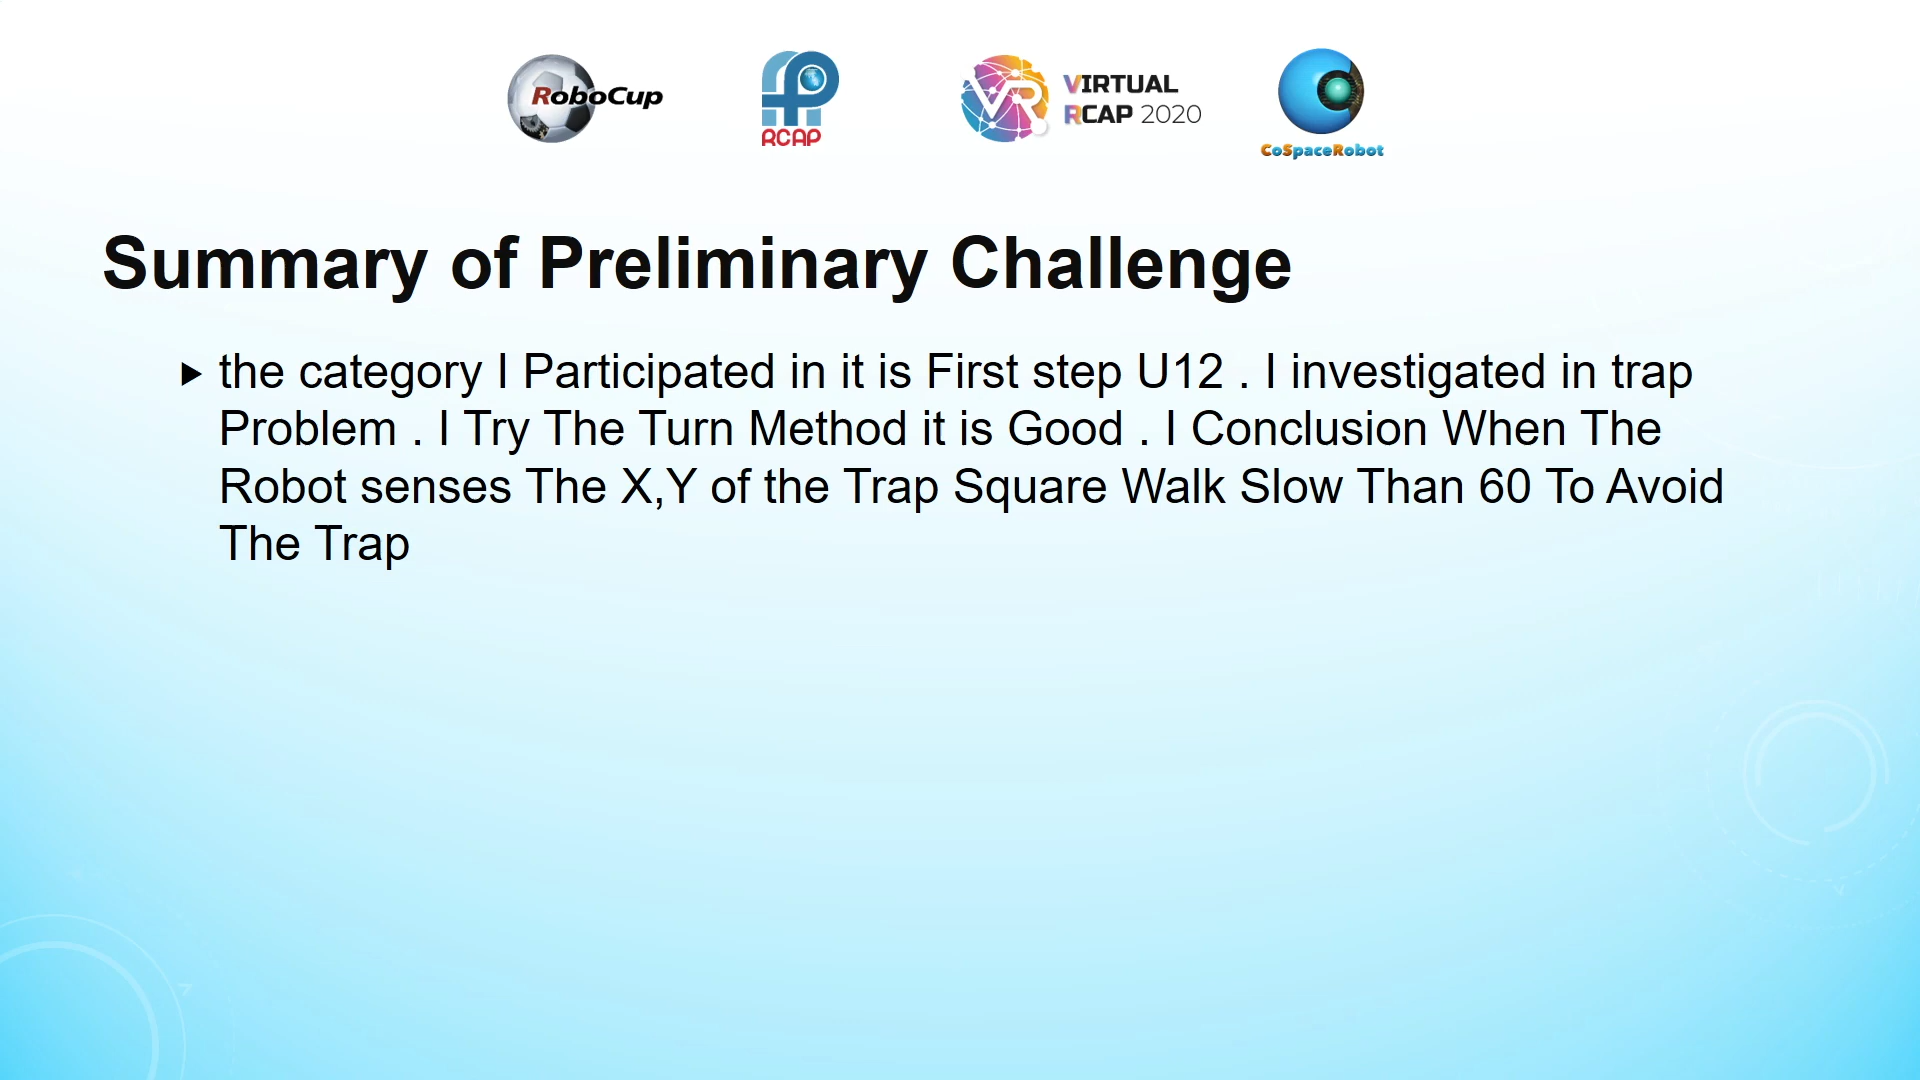 RoboCup
RCAP
VIRTUAL
RCAP 2020
VR
CoSpaceRobot
Summary of Preliminary Challenge
the category I Participated in it is First step U12 . I investigated in trap
Problem . I Try The Turn Method it is Good . I Conclusion When The
Robot senses The X,Y of the Trap Square Walk Slow Than 60 To Avoid
The Trap